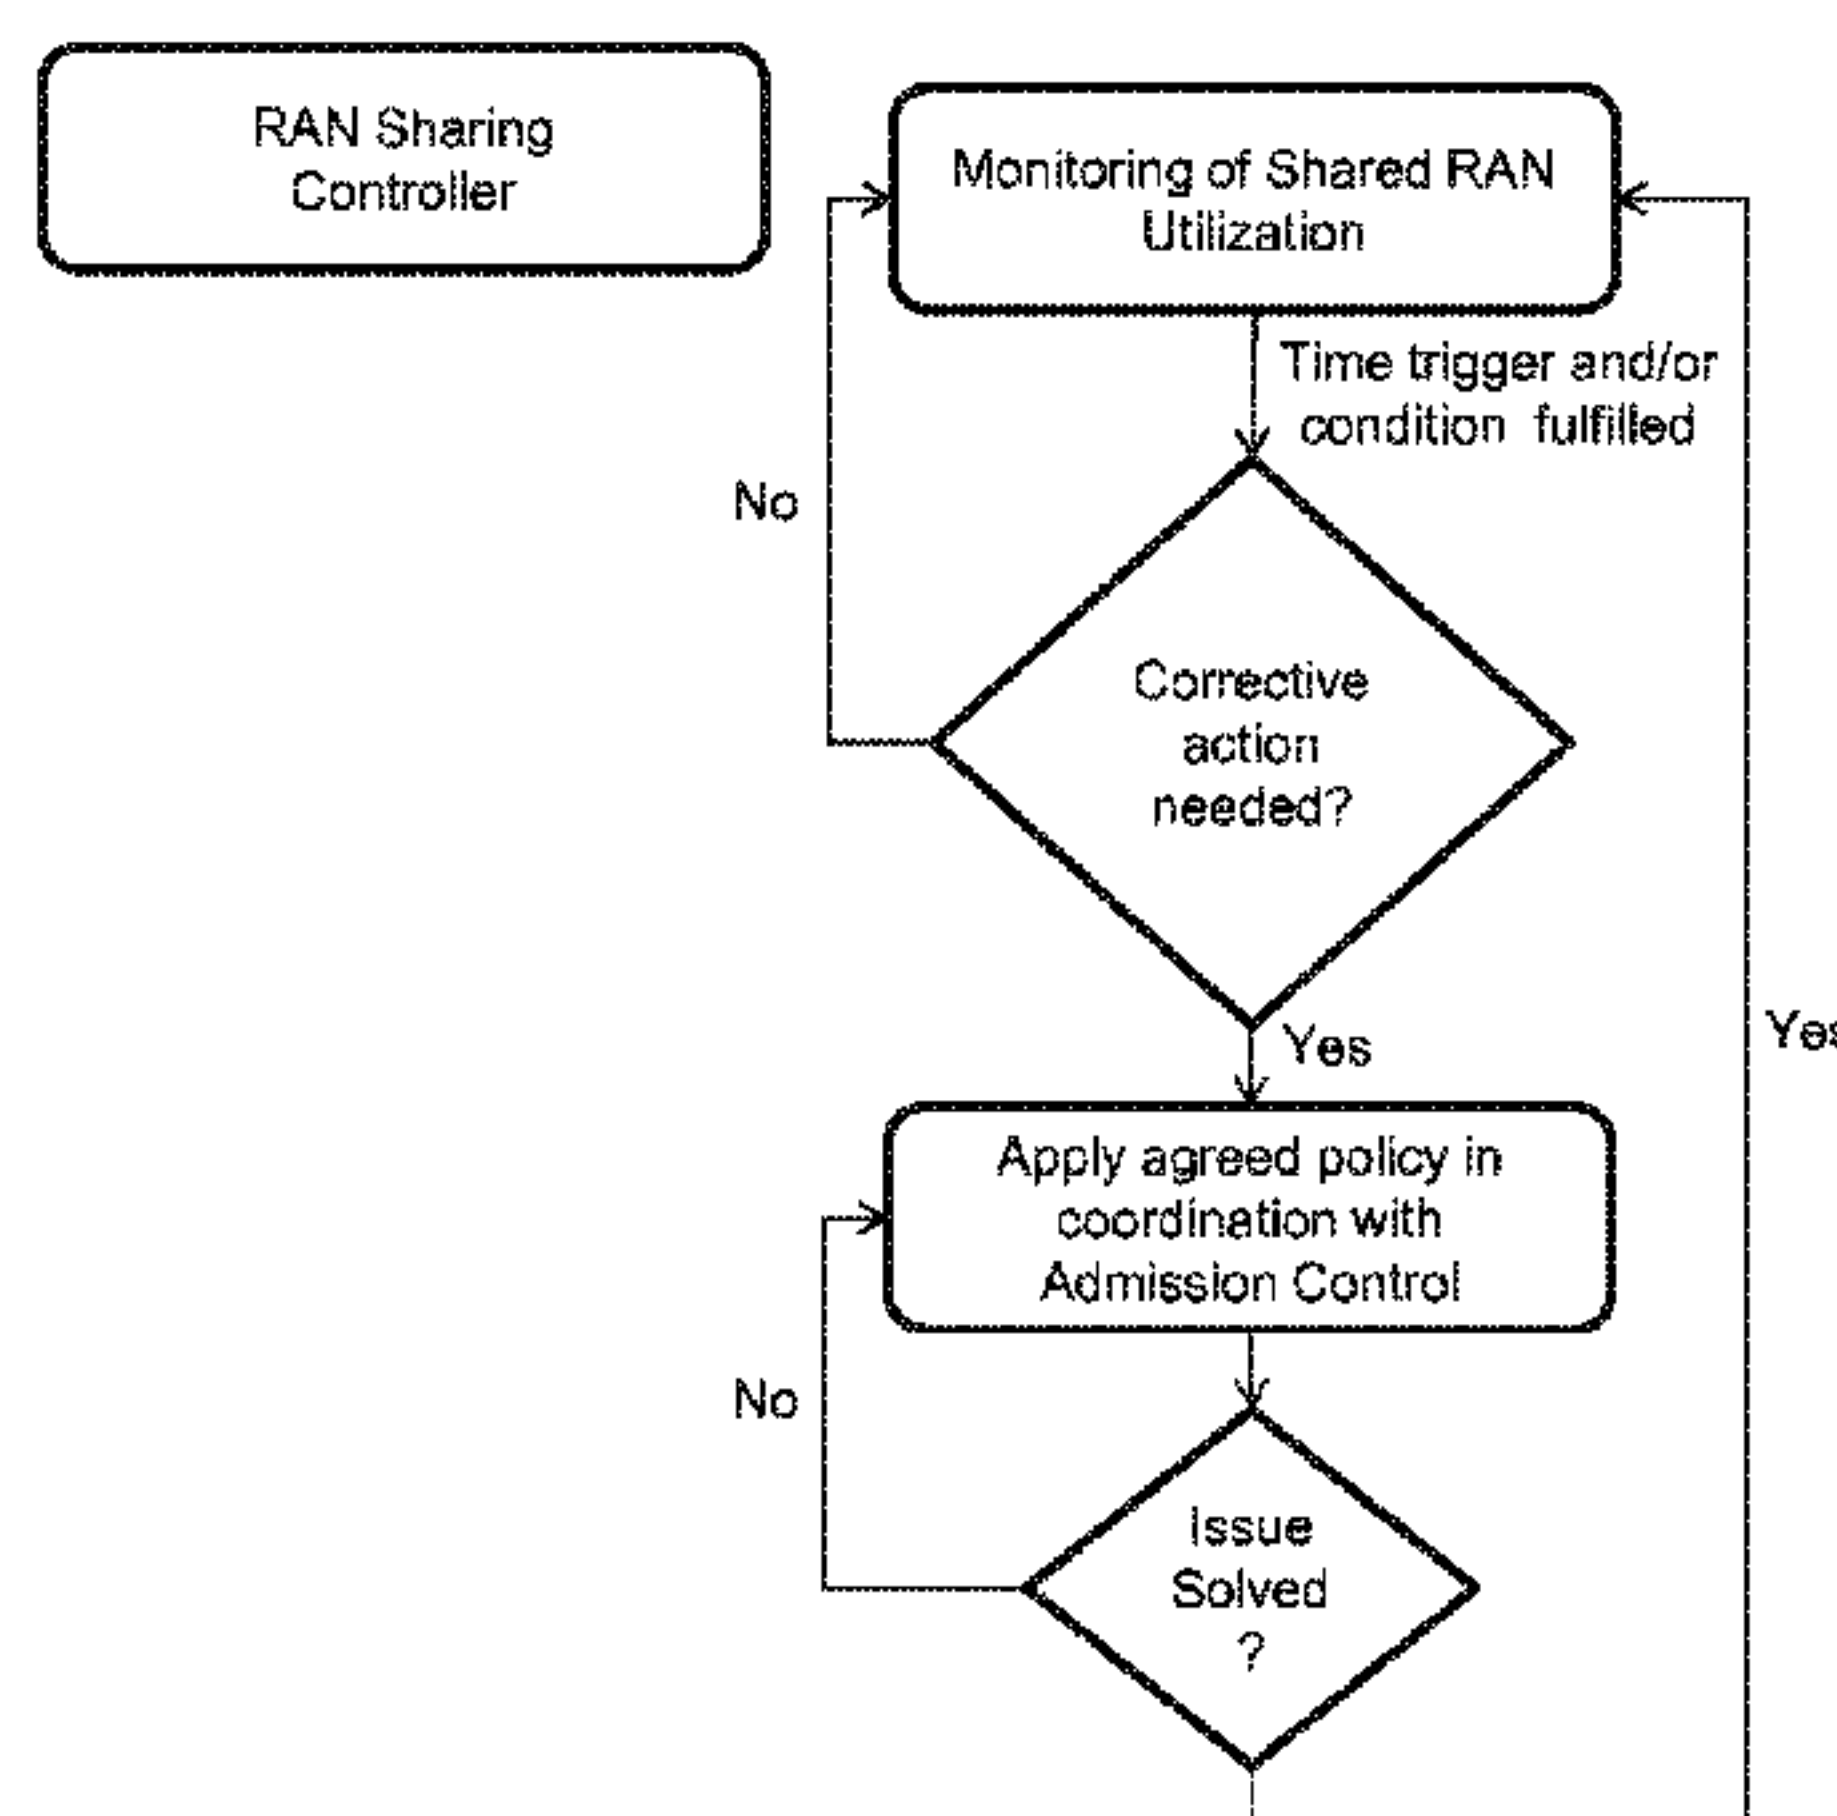 RAN Sharing
Controller
Monitoring of Shared RAN
Utilization
Time trigger and/or
condition fulfilled
No
Corrective
action
needed?
Yes
Apply agreed policy in
coordination with
Admission Control
No
Issue
Solved
?